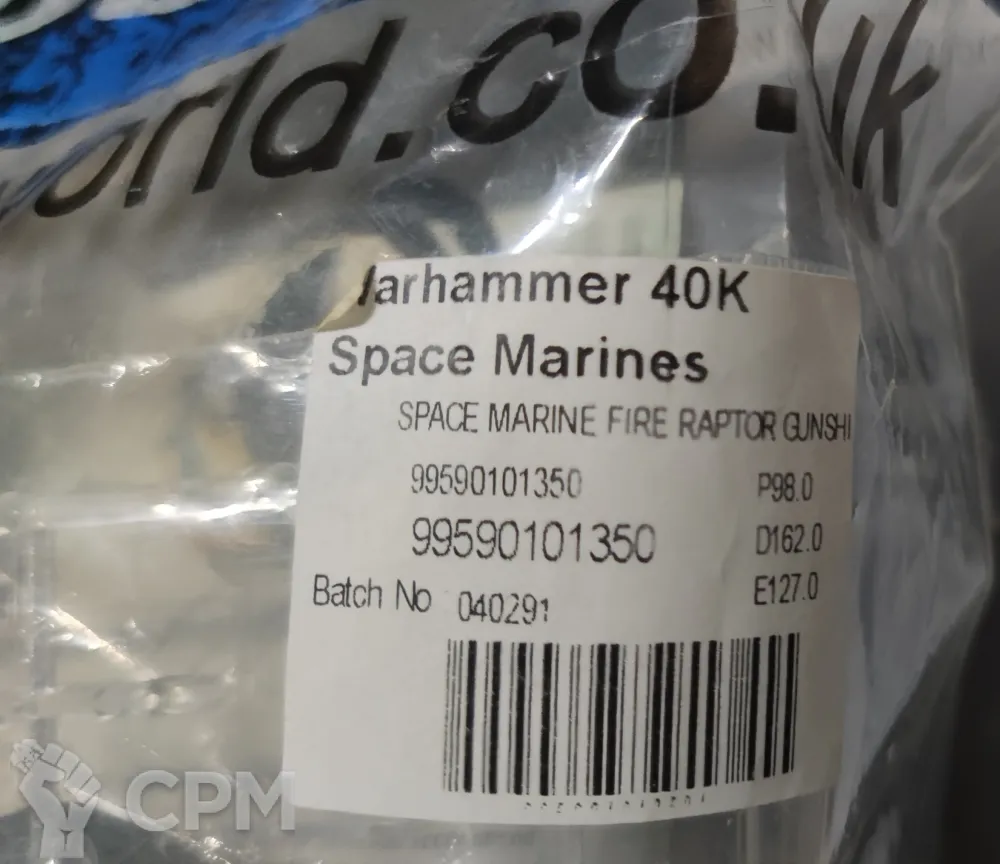 orld.co.uk
Warhammer 40K
Space Marines
SPACE MARINE FIRE RAPTOR GUNSHI
99590101350 P98.0
99590101350 D162.0
Batch No 040291 E127.0
CPM